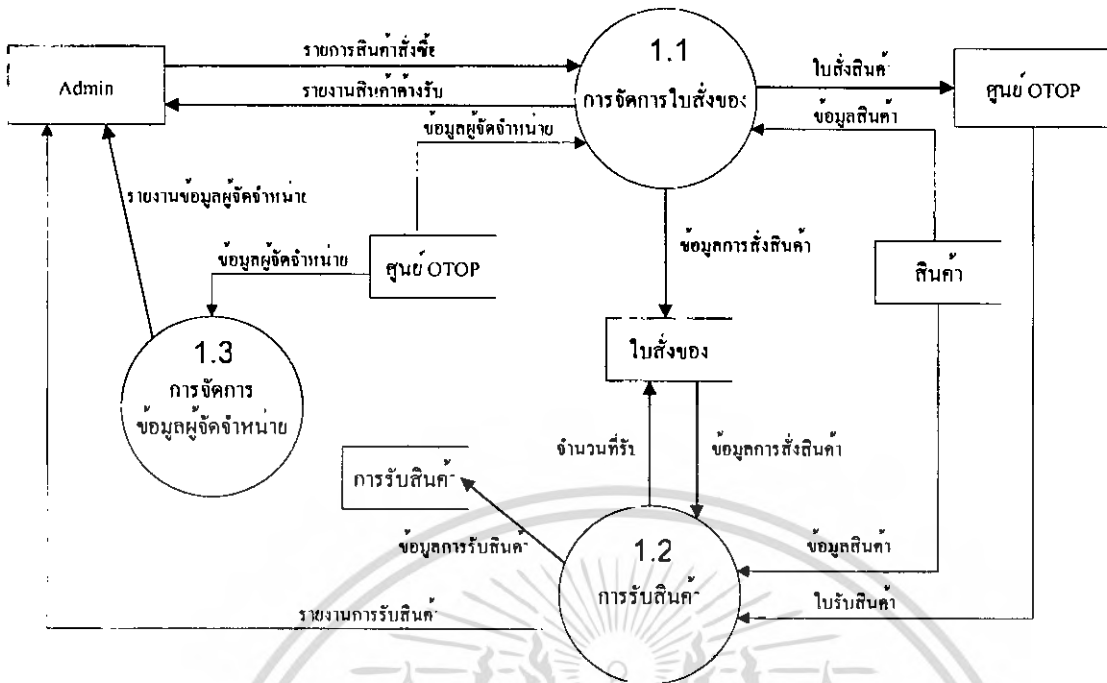 รายการสินค้าสั่งซื้อ
1.1
Admin
ใบสั่งสินค้า
ศูนย์ OTOP
รายงานสินค้าค้างรับ
การจัดการใบสั่งของ
ข้อมูลสินค้า
ข้อมูลผู้จัดจำหน่าย
รายงานข้อมูลผู้จัดจำหน่าย
ข้อมูลการสั่งสินค้า
ข้อมูลผู้จัดจำหน่าย
ศูนย์ OTOP
สินค้า
ใบสั่งของ
1.3
การจัดการ
ข้อมูลผู้จัดจำหน่าย
จำนวนที่รับ
ข้อมูลการสั่งสินค้า
การรับสินค้า
ข้อมูลการรับสินค้า
1.2
ข้อมูลสินค้า
การรับสินค้า
ใบรับสินค้า
รายงานการรับสินค้า